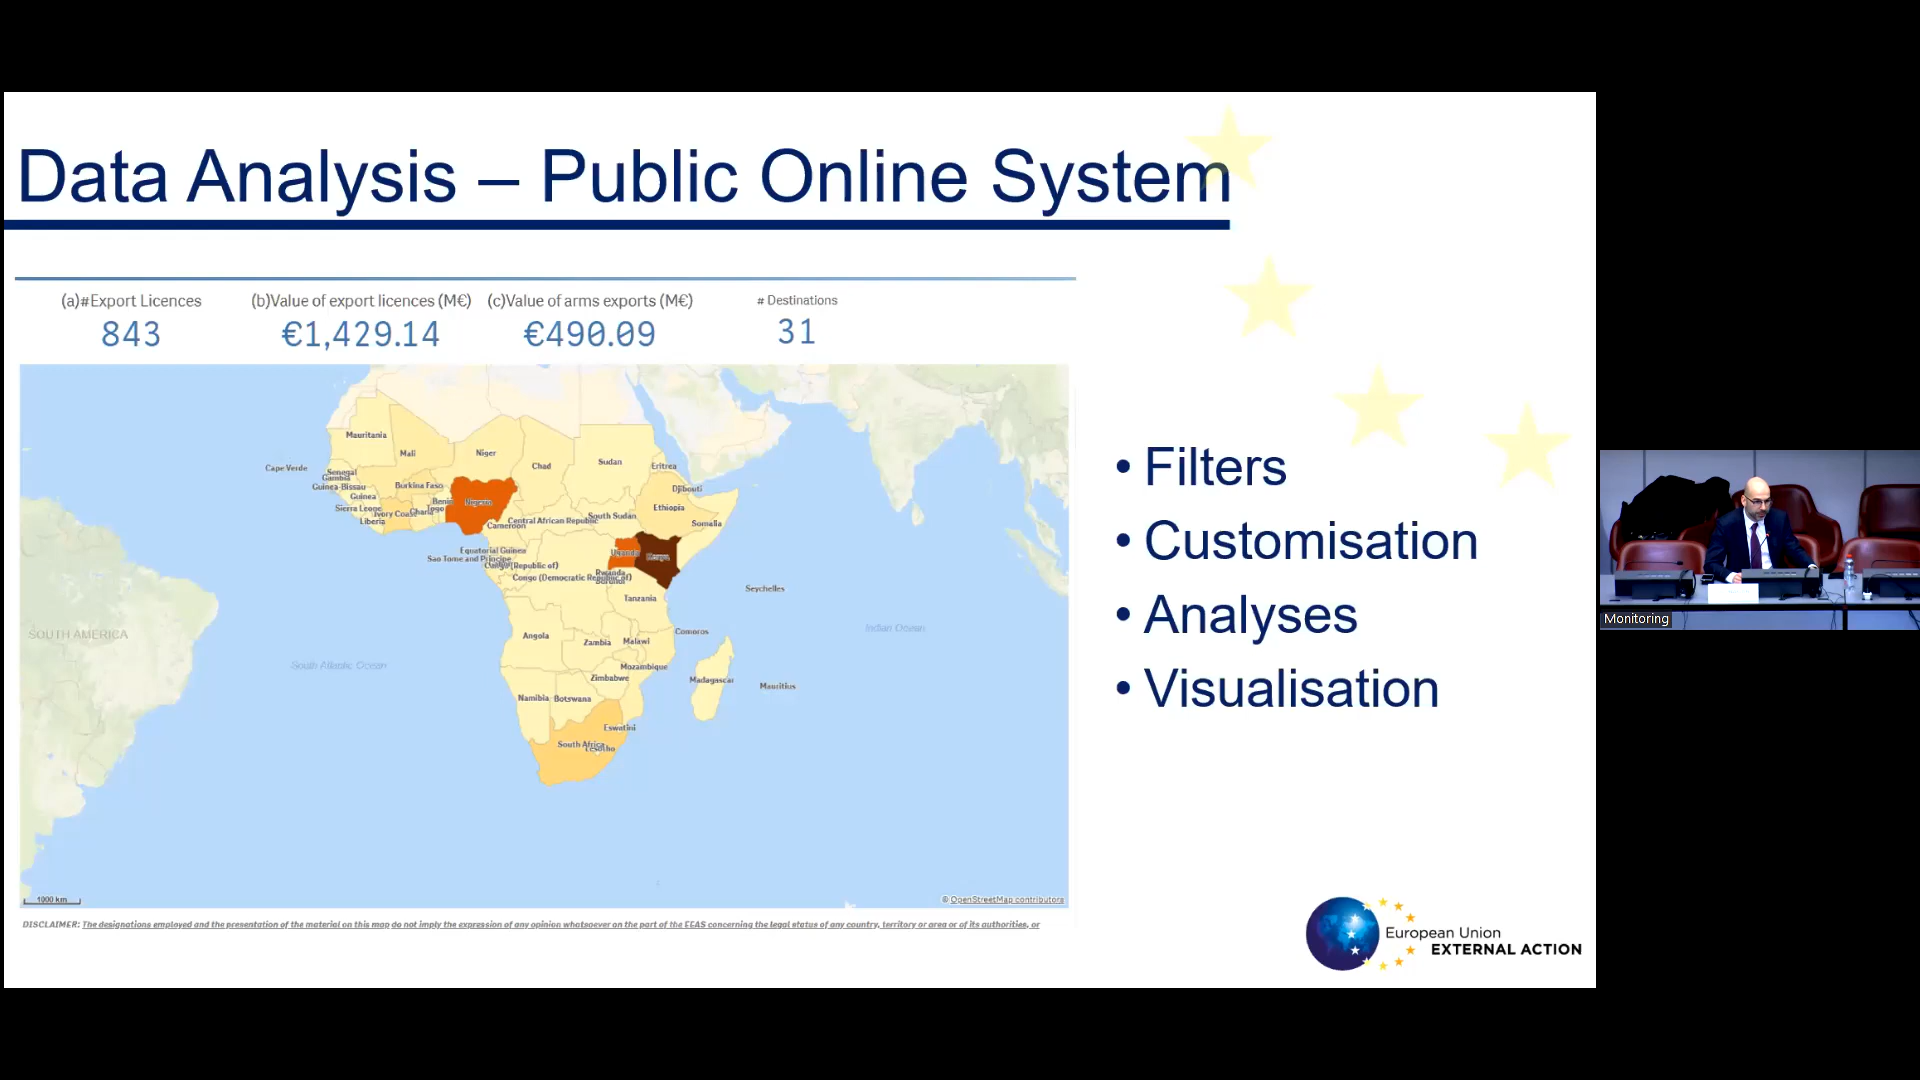 Data Analysis – Public Online System
(a)#Export Licences
843
(b)Value of export licences (M€)
€1,429.14
(c)Value of arms exports (M€)
€490.09
# Destinations
31
Mauritania
Mali
Niger
Chad
Sudan
Eritrea
Cape Verde
Senegal
Gambia
Guinea-Bissau
Guinea
Sierra Leone
Liberia
Burkina Faso
Ivory Coast
Ghana
Togo
Benin
Nigeria
Cameroon
Central African Republic
South Sudan
Ethiopia
Djibouti
Somalia
Equatorial Guinea
Sao Tome and Principe
Congo (Republic of)
Congo (Democratic Republic of)
Uganda
Kenya
Rwanda
Burundi
Tanzania
Seychelles
SOUTH AMERICA
South Atlantic Ocean
Indian Ocean
Angola
Zambia
Malawi
Comoros
Mozambique
Zimbabwe
Madagascar
Mauritius
Namibia
Botswana
Eswatini
South Africa
Lesotho
1000 km
© OpenStreetMap contributors
DISCLAIMER: The designations employed and the presentation of the material on this map do not imply the expression of any opinion whatsoever on the part of the EEAS concerning the legal status of any country, territory or area or of its authorities, or
• Filters
• Customisation
• Analyses
• Visualisation
European Union
EXTERNAL ACTION
Monitoring